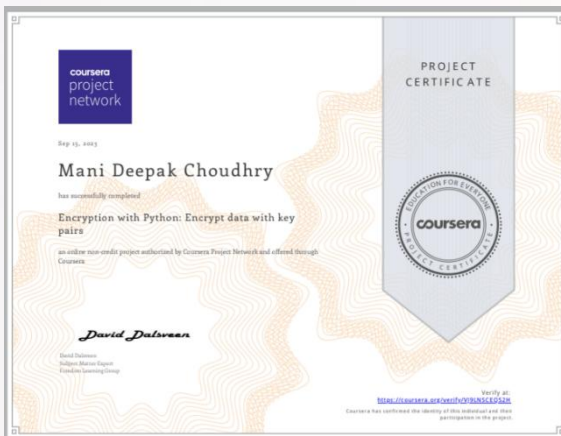 coursera
project
network
PROJECT
CERTIFICATE
Sep 15, 2023
Mani Deepak Choudhry
has successfully completed
Encryption with Python: Encrypt data with key
pairs
an online non-credit project authorized by Coursera Project Network and offered through
Coursera
EDUCATION FOR EVERYONE
coursera
PROJECT CERTIFICATE
David Dalsveen
David Dalsveen
Subject Matter Expert
Freedom Learning Group
Verify at:
Coursera has confirmed the identity of this individual and their
participation in the project.